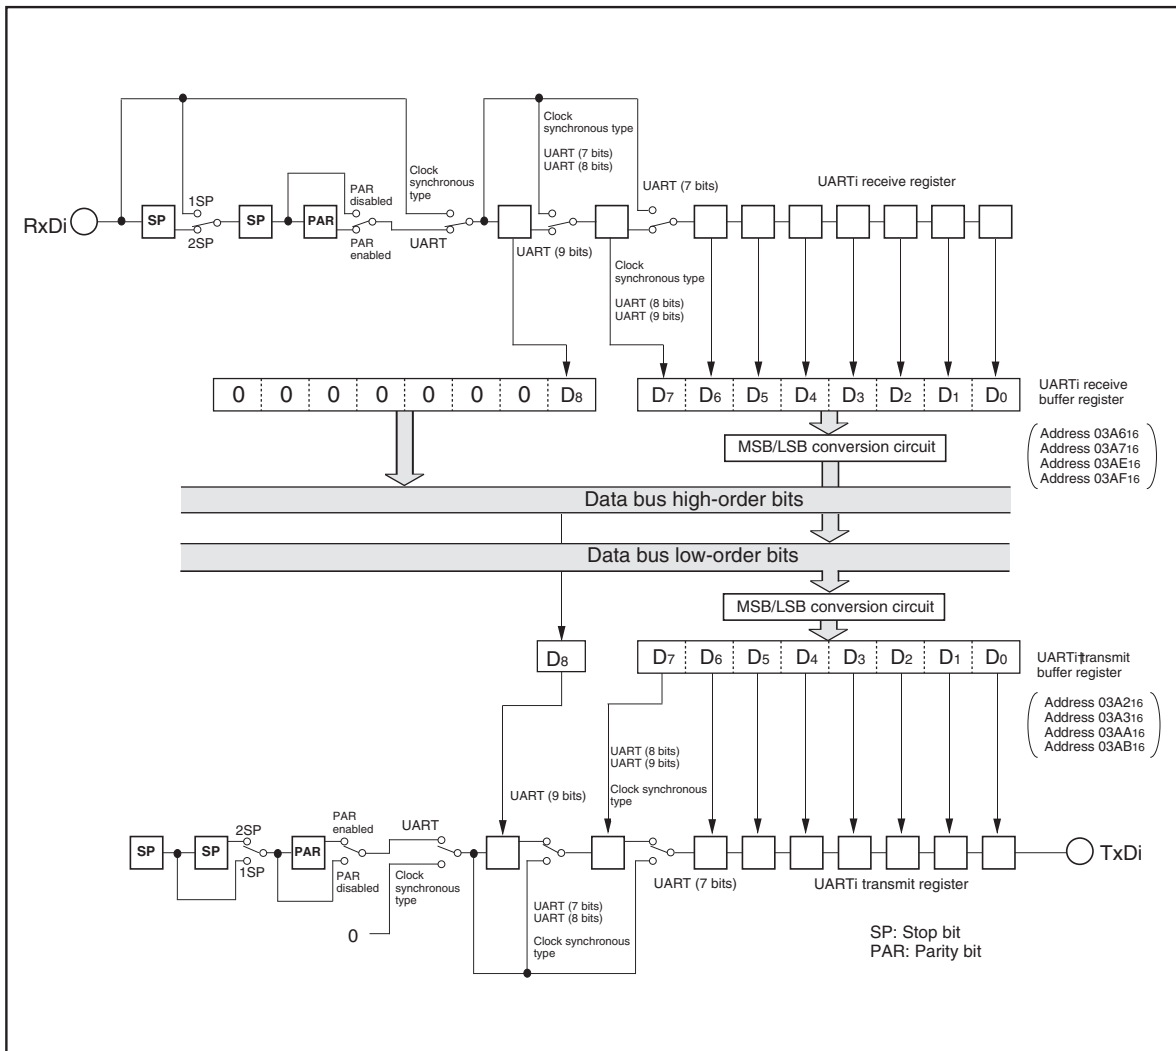 Clock
synchronous type
UART (7 bits)
UART (8 bits)
Clock
synchronous
type
PAR
disabled
UART (7 bits)
UARTi receive register
1SP
RxDi
SP
SP
PAR
2SP
PAR
enabled
UART
UART (9 bits)
Clock
synchronous type
UART (8 bits)
UART (9 bits)
0 0 0 0 0 0 0 D8
D7 D6 D5 D4 D3 D2 D1 D0
UARTi receive
buffer register
MSB/LSB conversion circuit
Address 03A616
Address 03A716
Address 03AE16
Address 03AF16
Data bus high-order bits
Data bus low-order bits
MSB/LSB conversion circuit
D8
D7 D6 D5 D4 D3 D2 D1 D0
UARTi transmit
buffer register
Address 03A216
Address 03A316
Address 03AA16
Address 03AB16
UART (8 bits)
UART (9 bits)
Clock synchronous
type
UART (9 bits)
PAR
enabled
UART
2SP
SP
SP
PAR
TxDi
1SP
PAR
disabled
Clock
synchronous
type
UART (7 bits)
UARTi transmit register
0
UART (7 bits)
UART (8 bits)
Clock synchronous
type
SP: Stop bit
PAR: Parity bit